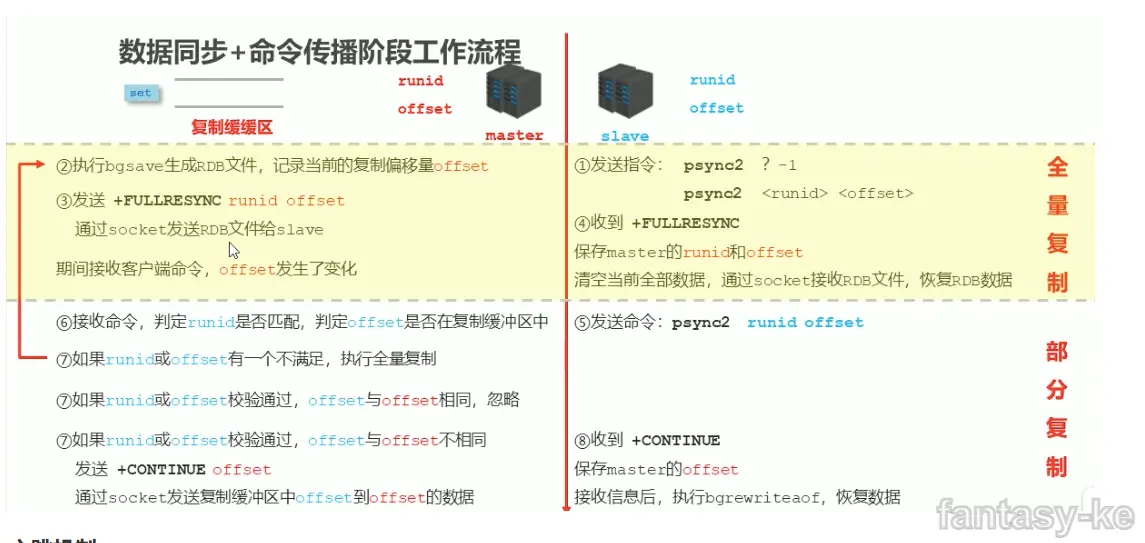 数据同步+命令传播阶段工作流程
set
复制缓缓区
runid
offset
master
runid
offset
slave
②执行bgsave生成RDB文件，记录当前的复制偏移量offset
③发送 +FULLRESYNC runid offset
通过socket发送RDB文件给slave
期间接收客户端命令，offset发生了变化
①发送指令： psync2 ? -1
psync2 <runid> <offset>
④收到 +FULLRESYNC
保存master的runid和offset
清空当前全部数据，通过socket接收RDB文件，恢复RDB数据
全量复制
⑥接收命令，判定runid是否匹配，判定offset是否在复制缓冲区中
⑦如果runid或offset有一个不满足，执行全量复制
⑦如果runid或offset校验通过，offset与offset相同，忽略
⑦如果runid或offset校验通过，offset与offset不相同
发送 +CONTINUE offset
通过socket发送复制缓冲区中offset到offset的数据
⑤发送命令：psync2 runid offset
⑧收到 +CONTINUE
保存master的offset
接收信息后，执行bgrewriteaof，恢复数据
部分复制
fantasy-ke